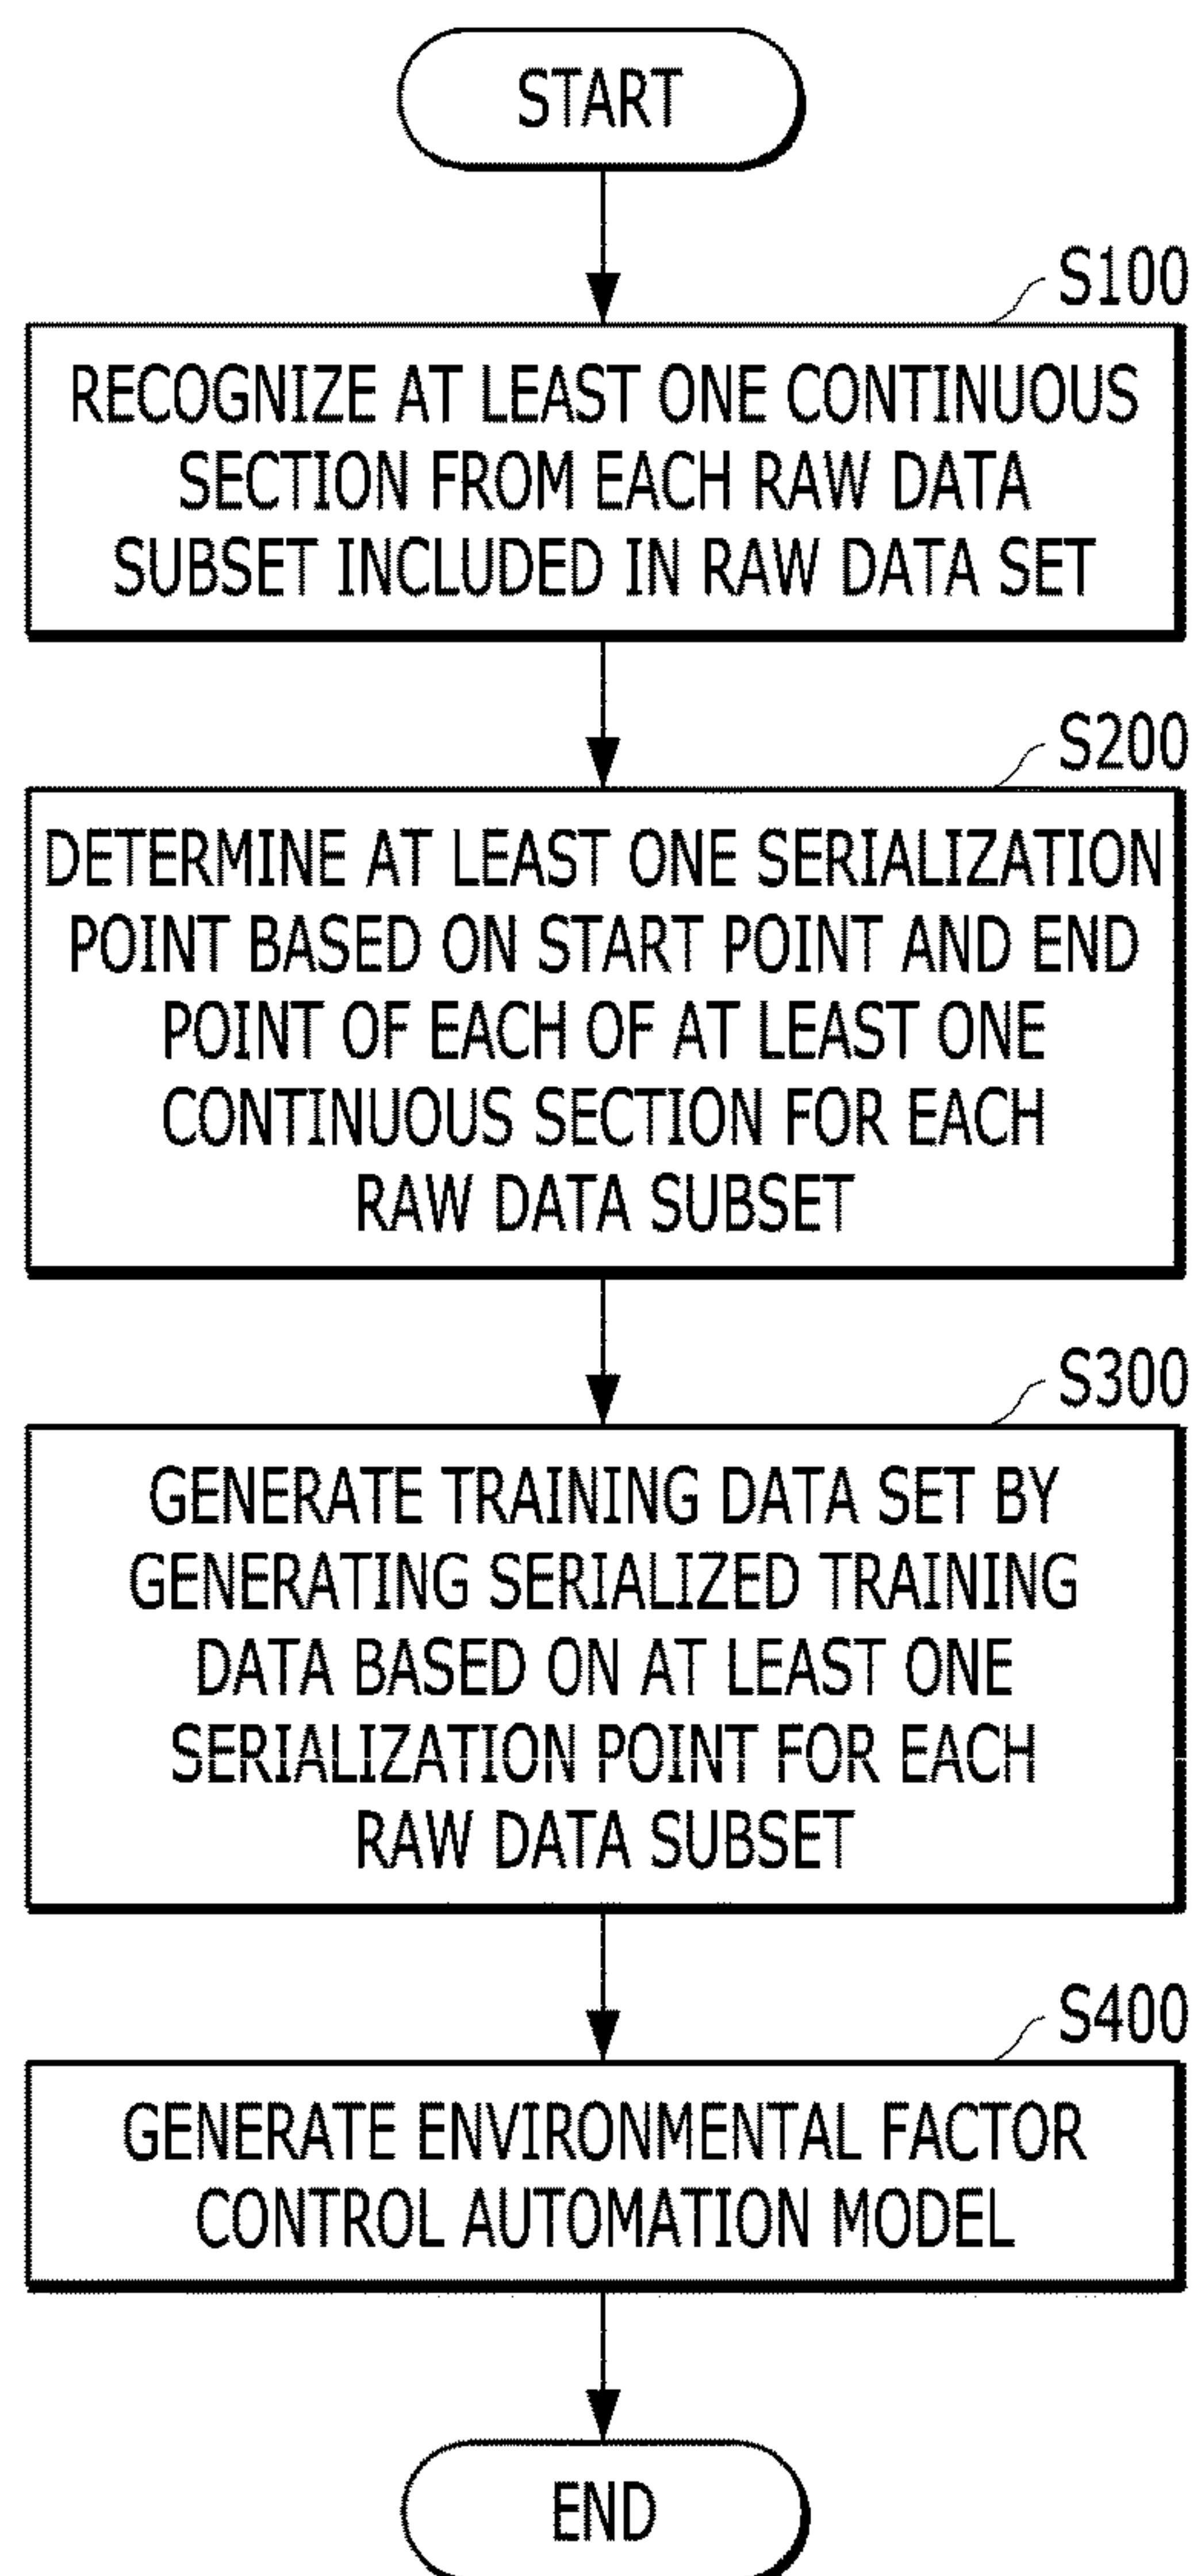 START
S100
RECOGNIZE AT LEAST ONE CONTINUOUS
SECTION FROM EACH RAW DATA
SUBSET INCLUDED IN RAW DATA SET
S200
DETERMINE AT LEAST ONE SERIALIZATION
POINT BASED ON START POINT AND END
POINT OF EACH OF AT LEAST ONE
CONTINUOUS SECTION FOR EACH
RAW DATA SUBSET
S300
GENERATE TRAINING DATA SET BY
GENERATING SERIALIZED TRAINING
DATA BASED ON AT LEAST ONE
SERIALIZATION POINT FOR EACH
RAW DATA SUBSET
S400
GENERATE ENVIRONMENTAL FACTOR
CONTROL AUTOMATION MODEL
END